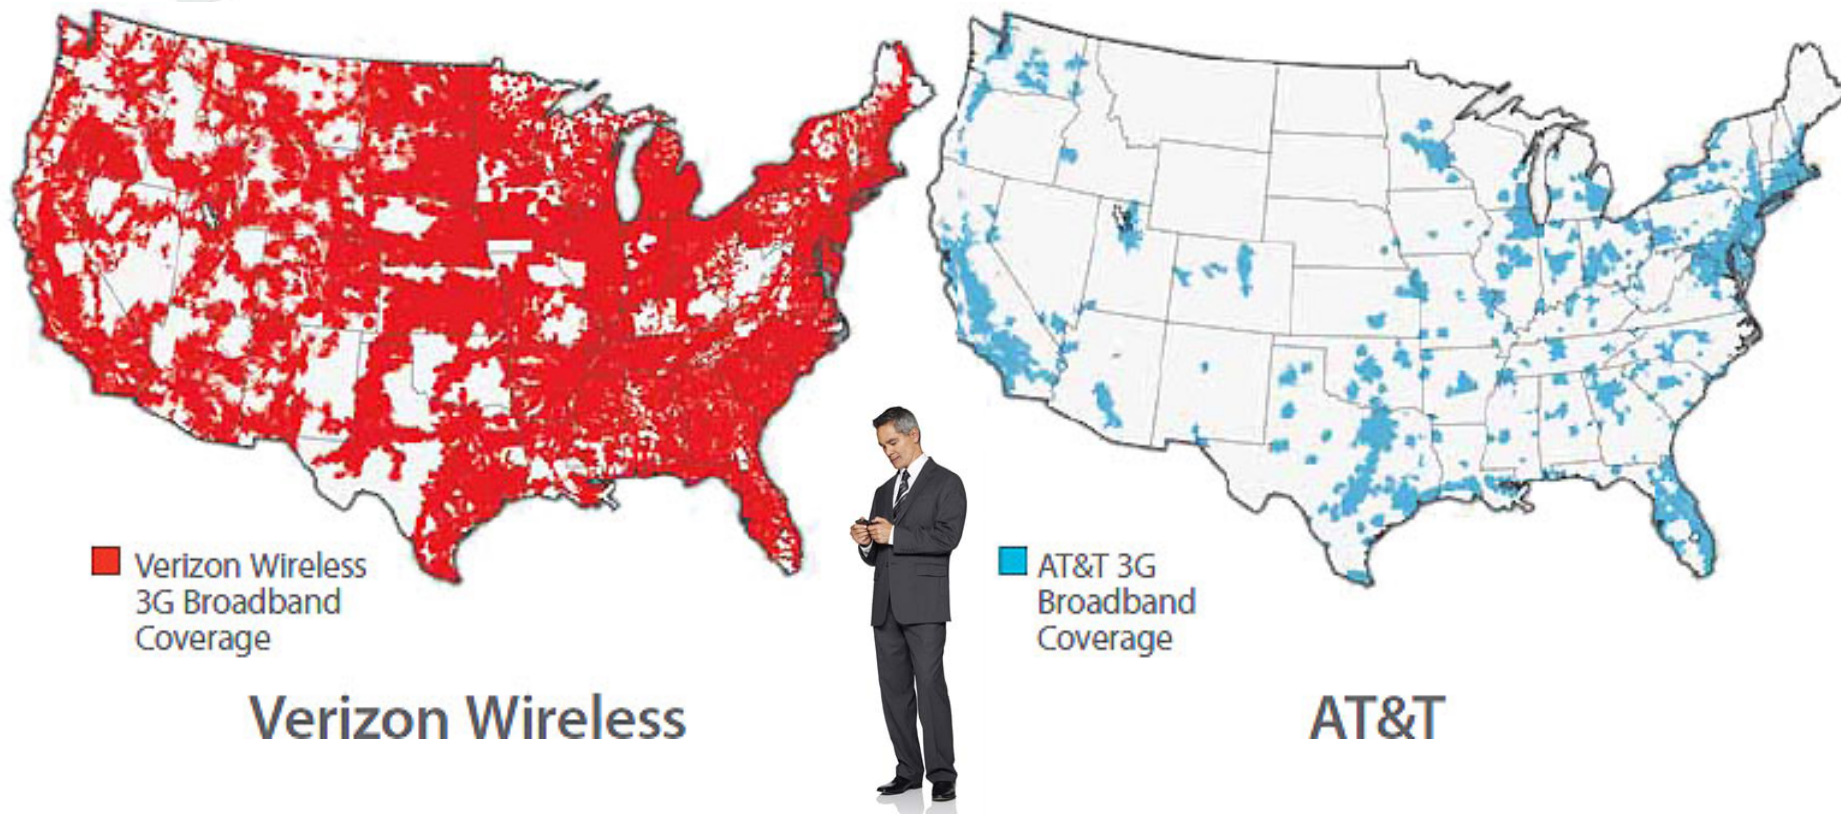 Verizon Wireless
3G Broadband
Coverage
AT&T 3G
Broadband
Coverage
Verizon Wireless
AT&T